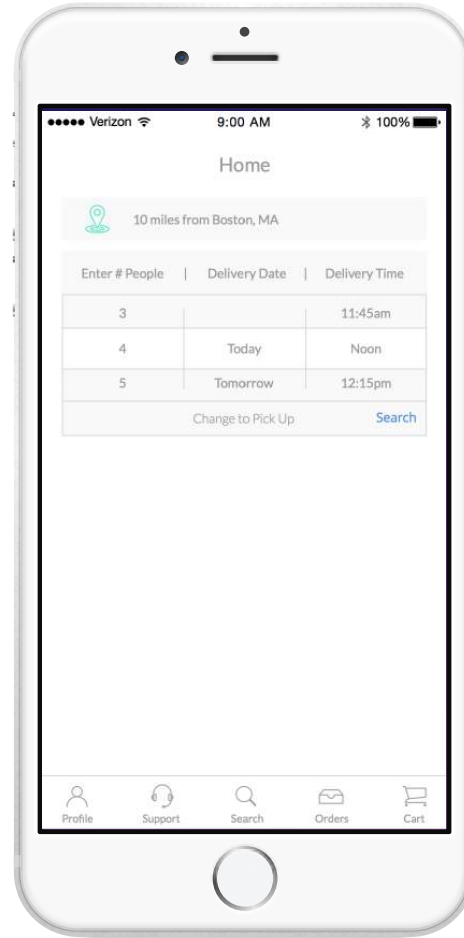 Verizon 9:00 AM 100%
Home
10 miles from Boston, MA
Enter # People | Delivery Date | Delivery Time
3 11:45am
4 Today Noon
5 Tomorrow 12:15pm
Change to Pick Up Search
Profile Support Search Orders Cart